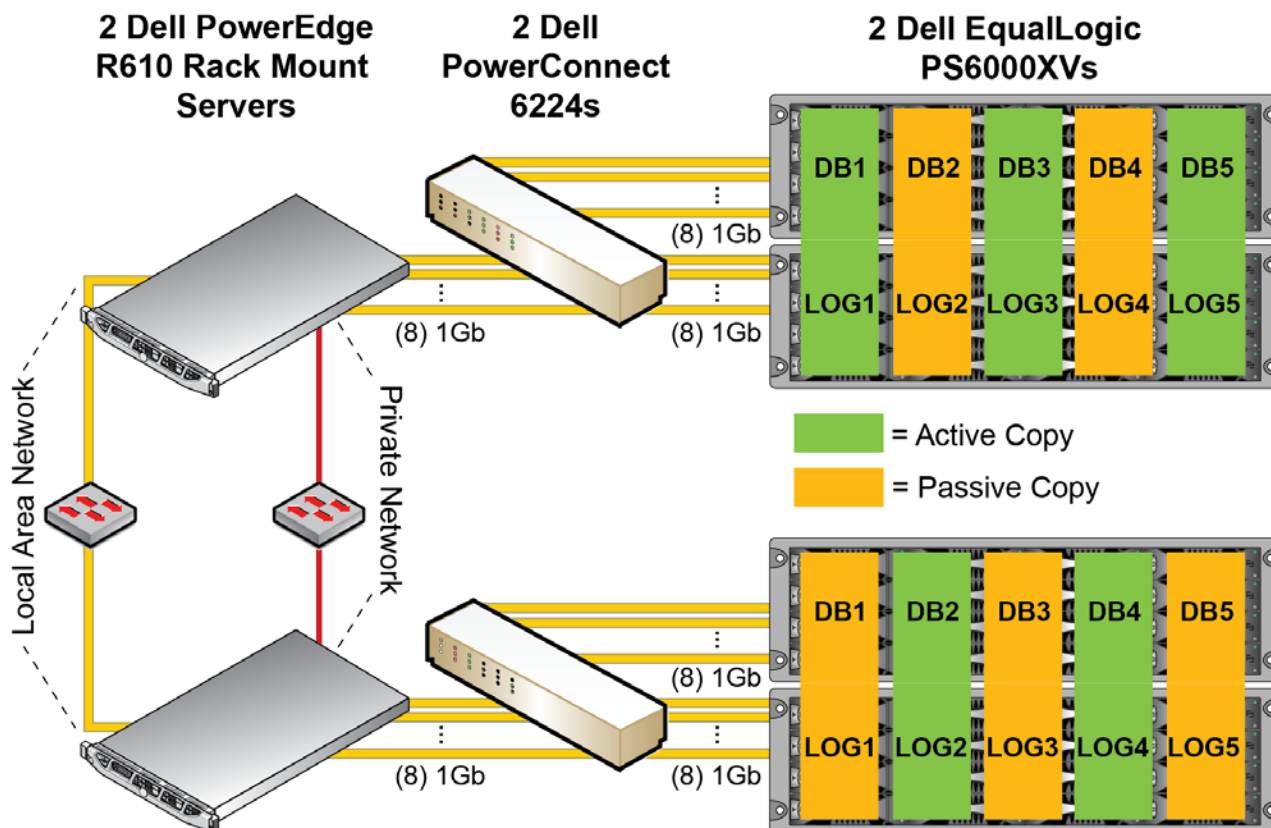 2 Dell PowerEdge
R610 Rack Mount
Servers
2 Dell
PowerConnect
6224s
2 Dell EqualLogic
PS6000XVs
DB1 DB2 DB3 DB4 DB5
(8) 1Gb
LOG1 LOG2 LOG3 LOG4 LOG5
(8) 1Gb
(8) 1Gb
Local Area Network
Private Network
= Active Copy
= Passive Copy
DB1 DB2 DB3 DB4 DB5
(8) 1Gb
LOG1 LOG2 LOG3 LOG4 LOG5
(8) 1Gb
(8) 1Gb